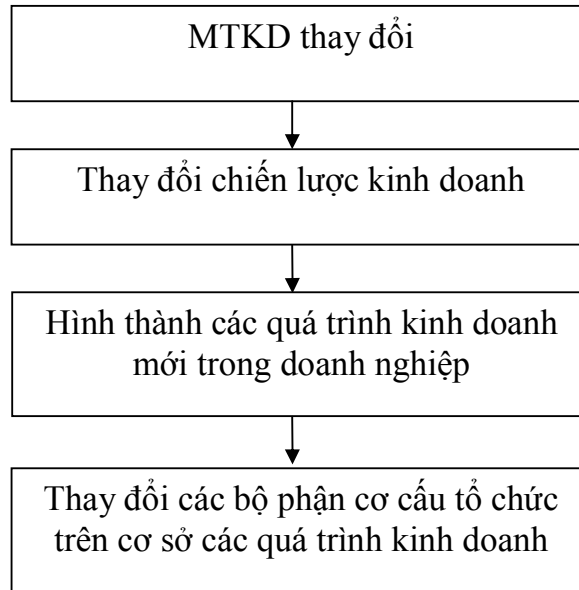 MTKD thay đổi
Thay đổi chiến lược kinh doanh
Hình thành các quá trình kinh doanh
mới trong doanh nghiệp
Thay đổi các bộ phận cơ cấu tổ chức
trên cơ sở các quá trình kinh doanh